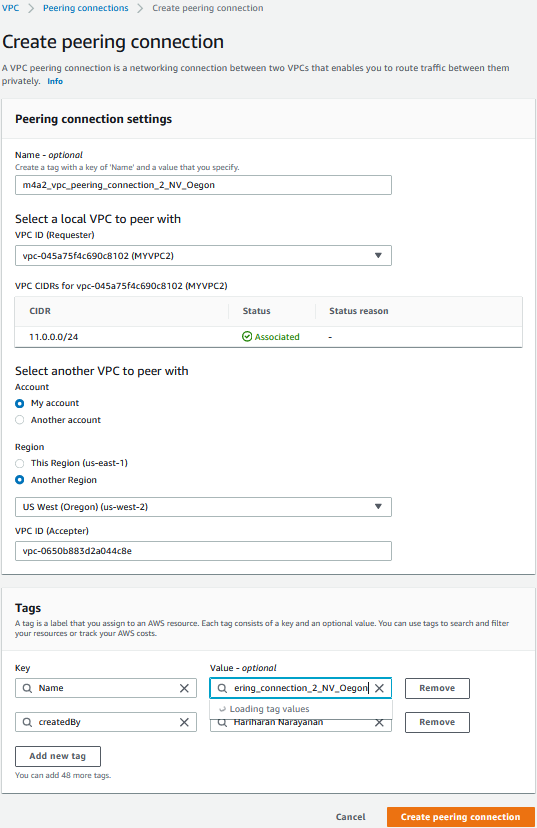 VPC > Peering connections > Create peering connection
Create peering connection
A VPC peering connection is a networking connection between two VPCs that enables you to route traffic between them
privately. Info
Peering connection settings
Name - optional
Create a tag with a key of 'Name' and a value that you specify.
m4a2_vpc_peering_connection_2_NV_Oegon
Select a local VPC to peer with
VPC ID (Requester)
vpc-045a75f4c690c8102 (MYVPC2)
VPC CIDRs for vpc-045a75f4c690c8102 (MYVPC2)
CIDR Status Status reason
11.0.0.0/24 Associated -
Select another VPC to peer with
Account
My account
Another account
Region
This Region (us-east-1)
Another Region
US West (Oregon) (us-west-2)
VPC ID (Accepter)
vpc-0650b883d2a044c8e
Tags
A tag is a label that you assign to an AWS resource. Each tag consists of a key and an optional value. You can use tags to search and filter
your resources or track your AWS costs.
Key Value - optional
Name ering_connection_2_NV_Oegon Remove
Loading tag values
createdBy Hariharan Narayanan Remove
Add new tag
You can add 48 more tags.
Cancel Create peering connection